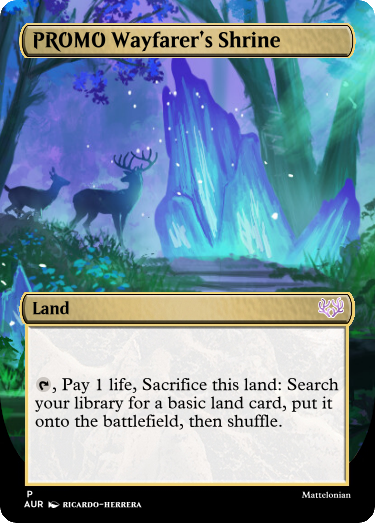 PROMO Wayfarer's Shrine
Land
, Pay 1 life, Sacrifice this land: Search
your library for a basic land card, put it
onto the battlefield, then shuffle.
P
AUR RICARDO-HERRERA
Mattelonian